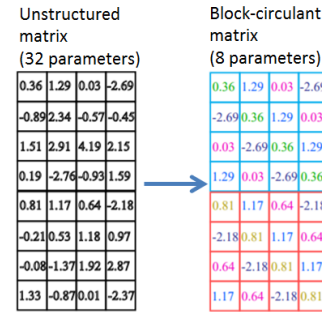 Unstructured
matrix
(32 parameters)
0.36 1.29 0.03 -2.69
-0.89 2.34 -0.57 -0.45
1.51 2.91 4.19 2.15
0.19 -2.76 -0.93 1.59
0.81 1.17 0.64 -2.18
-0.21 0.53 1.18 0.97
-0.08 -1.37 1.92 2.87
1.33 -0.87 0.01 -2.37
Block-circulant
matrix
(8 parameters)
0.36 1.29 0.03 -2.69
-2.69 0.36 1.29 0.03
0.03 -2.69 0.36 1.29
1.29 0.03 -2.69 0.36
0.81 1.17 0.64 -2.18
-2.18 0.81 1.17 0.64
0.64 -2.18 0.81 1.17
1.17 0.64 -2.18 0.81